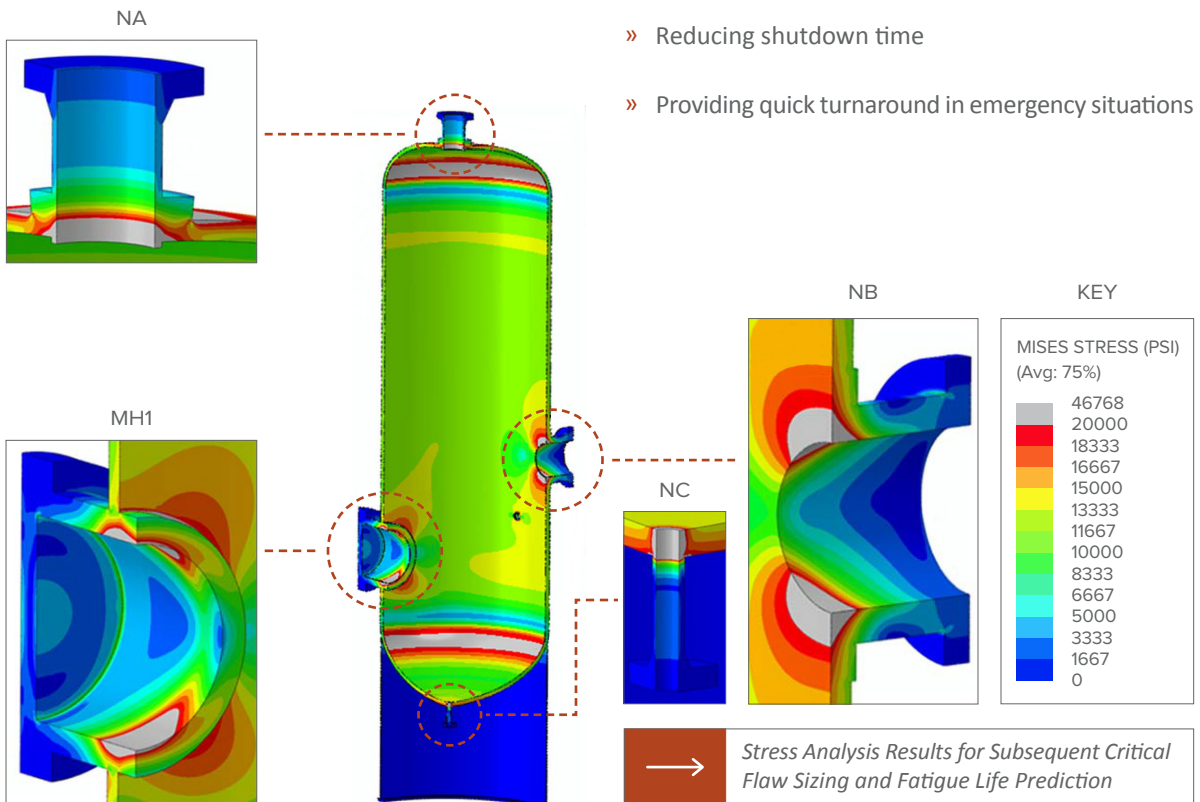 NA
» Reducing shutdown time
» Providing quick turnaround in emergency situations
NB
KEY
MISES STRESS (PSI)
(Avg: 75%)
46768
20000
18333
16667
15000
13333
11667
10000
8333
6667
5000
3333
1667
0
MH1
NC
Stress Analysis Results for Subsequent Critical
Flaw Sizing and Fatigue Life Prediction